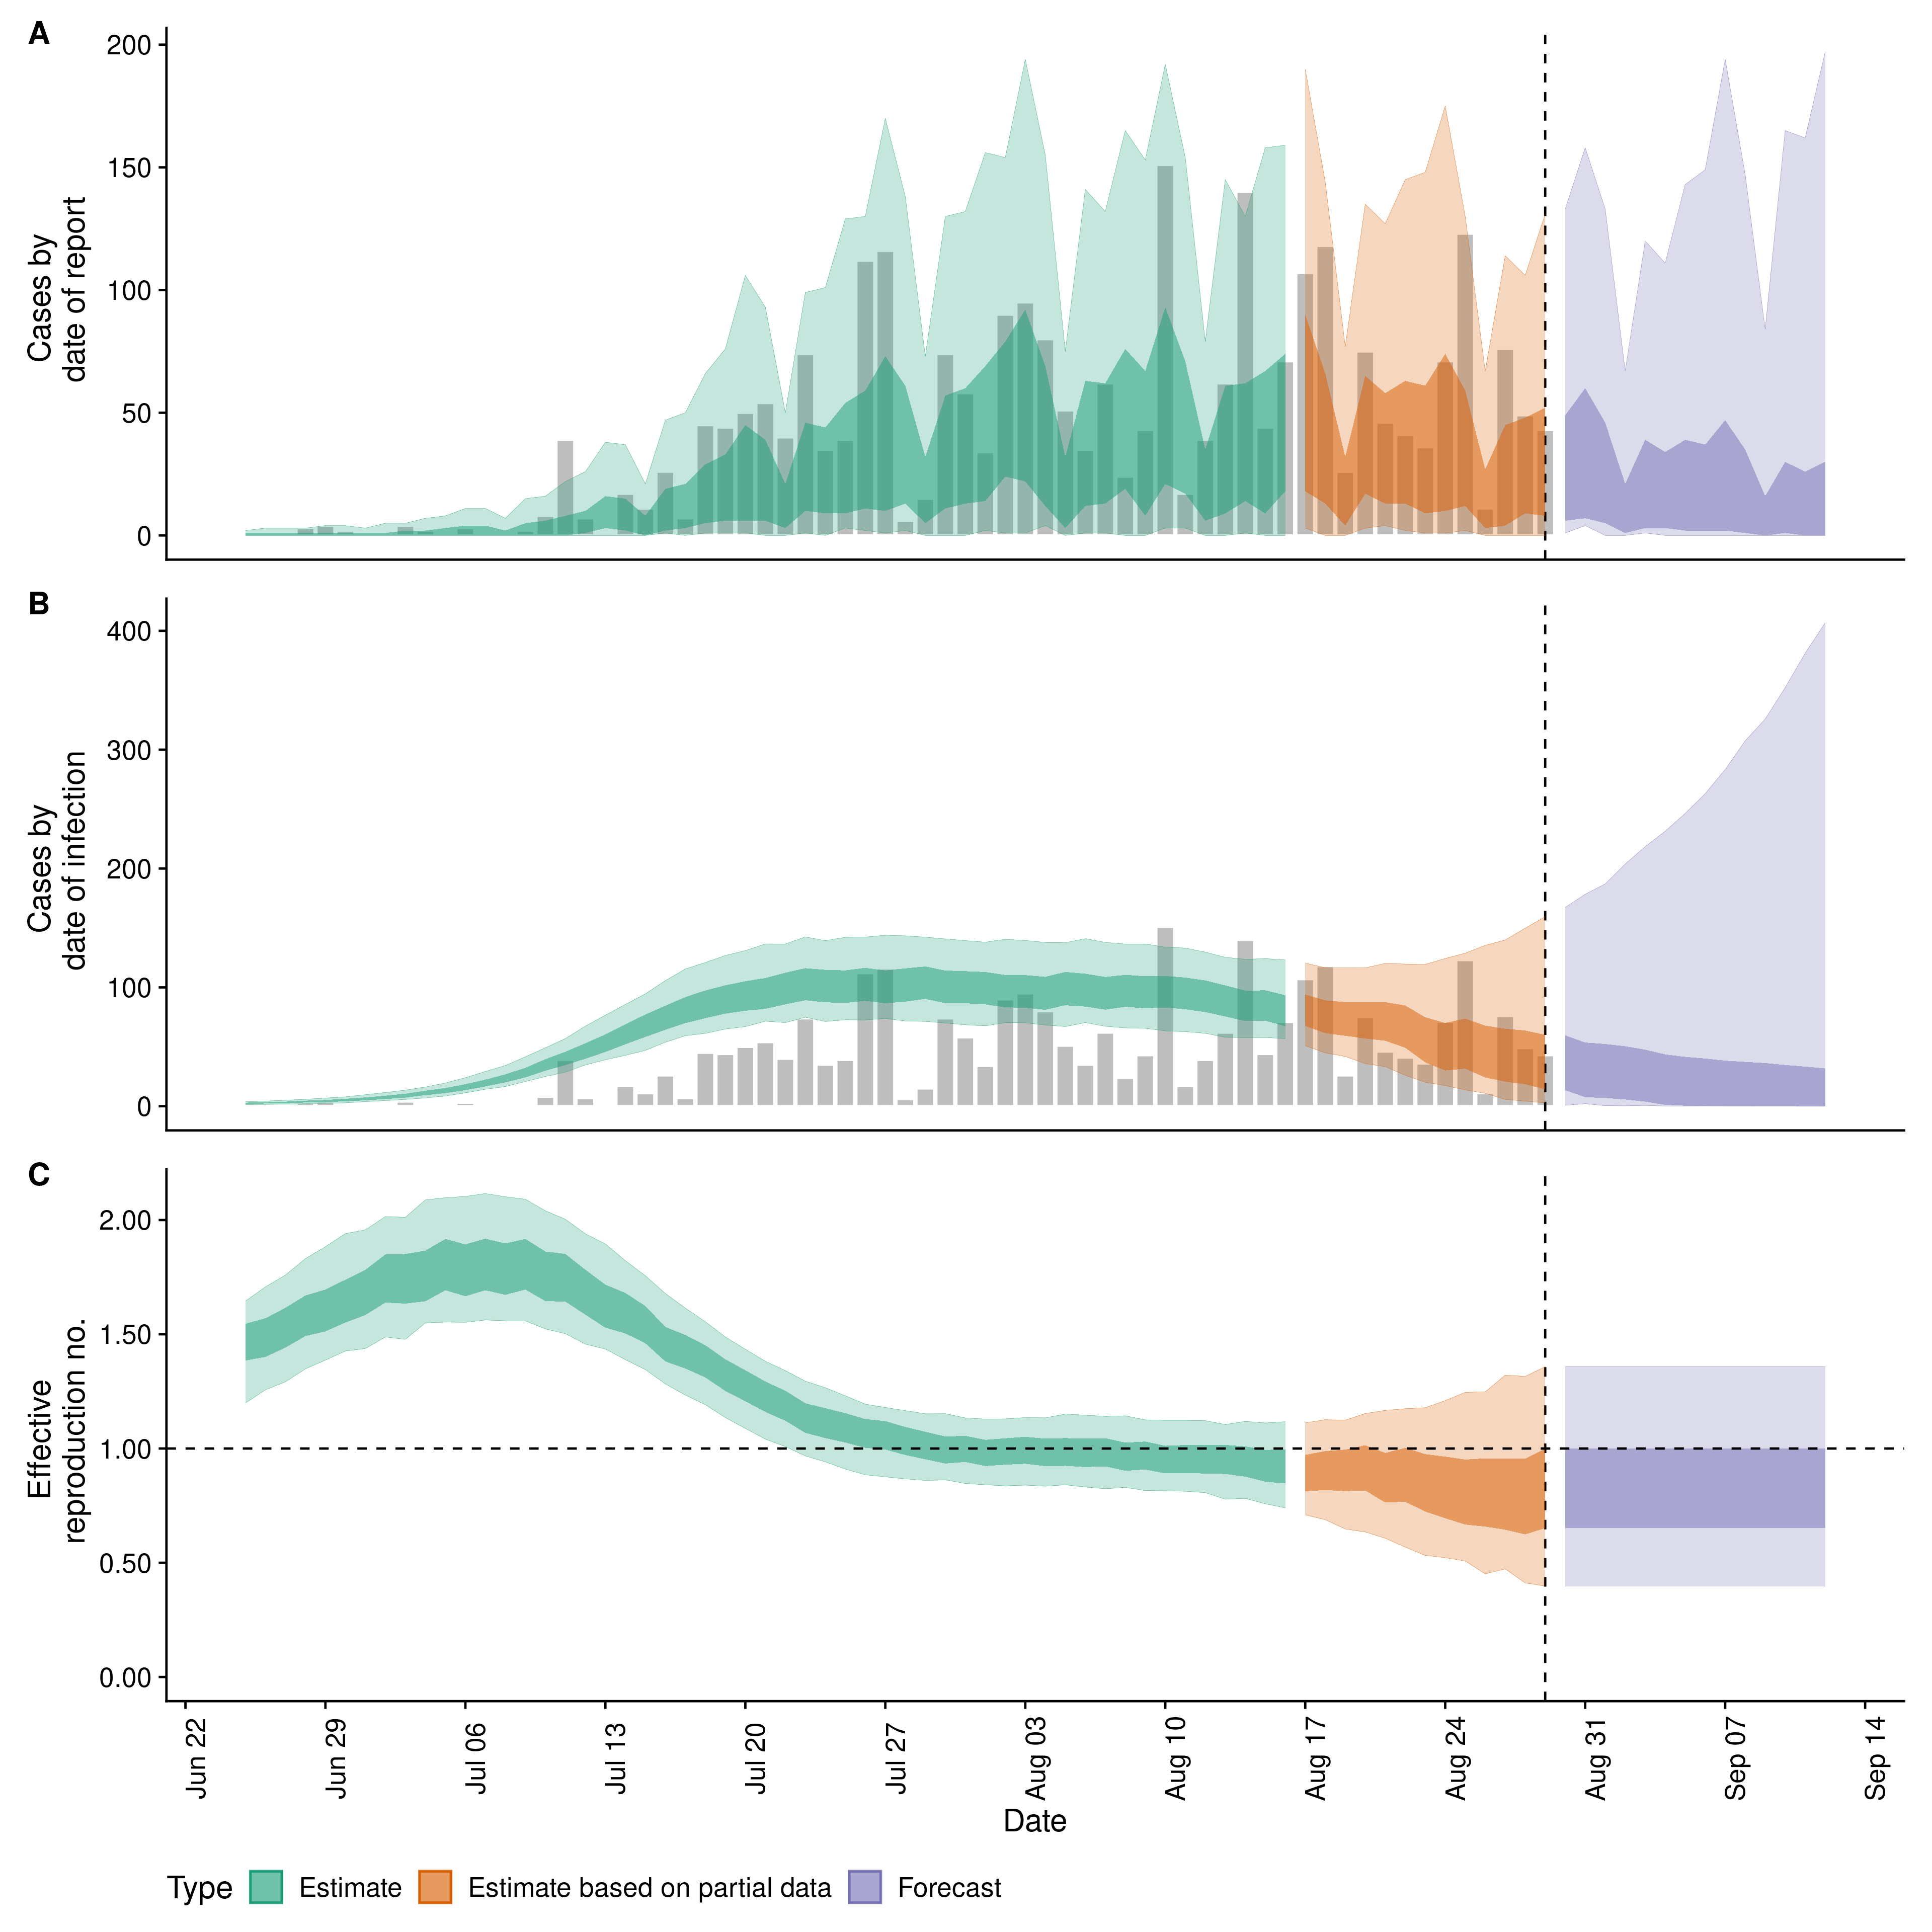 A
Cases by
date of report
200
150
100
50
0
B
Cases by
date of infection
400
300
200
100
0
C
Effective
reproduction no.
2.00
1.50
1.00
0.50
0.00
Jun 22
Jun 29
Jul 06
Jul 13
Jul 20
Jul 27
Aug 03
Aug 10
Aug 17
Aug 24
Aug 31
Sep 07
Sep 14
Date
Type Estimate Estimate based on partial data Forecast